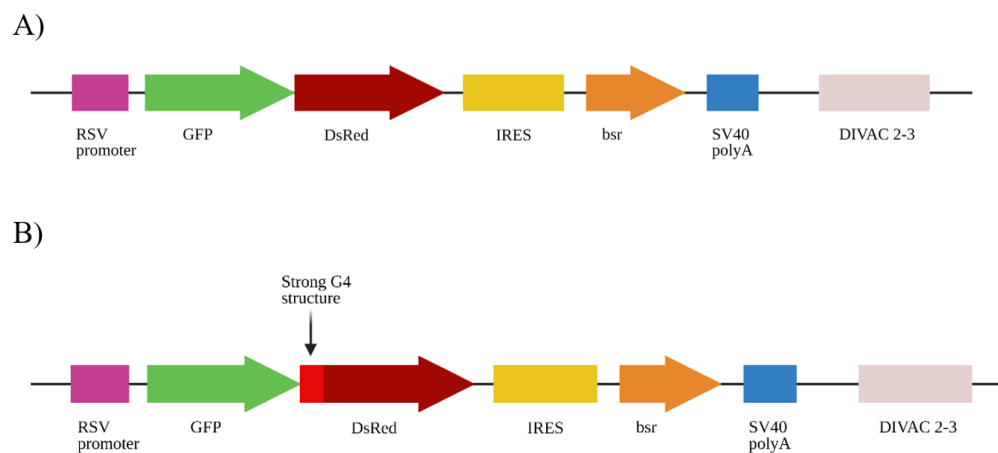 A)
RSV
promoter
GFP
DsRed
IRES
bsr
SV40
polyA
DIVAC 2-3
B)
Strong G4
structure
RSV
promoter
GFP
DsRed
IRES
bsr
SV40
polyA
DIVAC 2-3